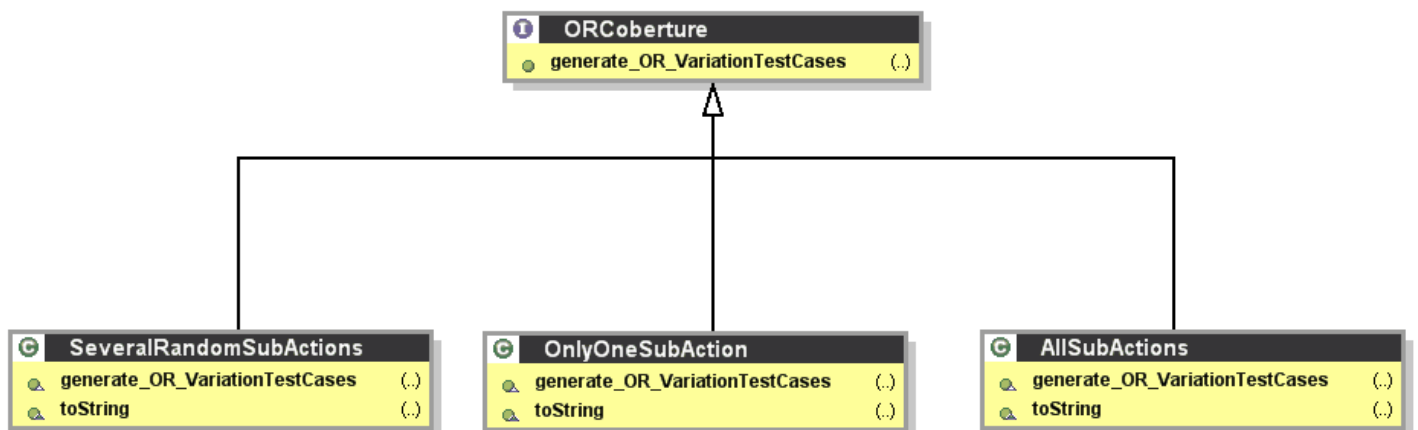 I ORCoberture
generate_OR_VariationTestCases (..)
C SeveralRandomSubActions
generate_OR_VariationTestCases (..)
toString (..)
C OnlyOneSubAction
generate_OR_VariationTestCases (..)
toString (..)
C AllSubActions
generate_OR_VariationTestCases (..)
toString (..)